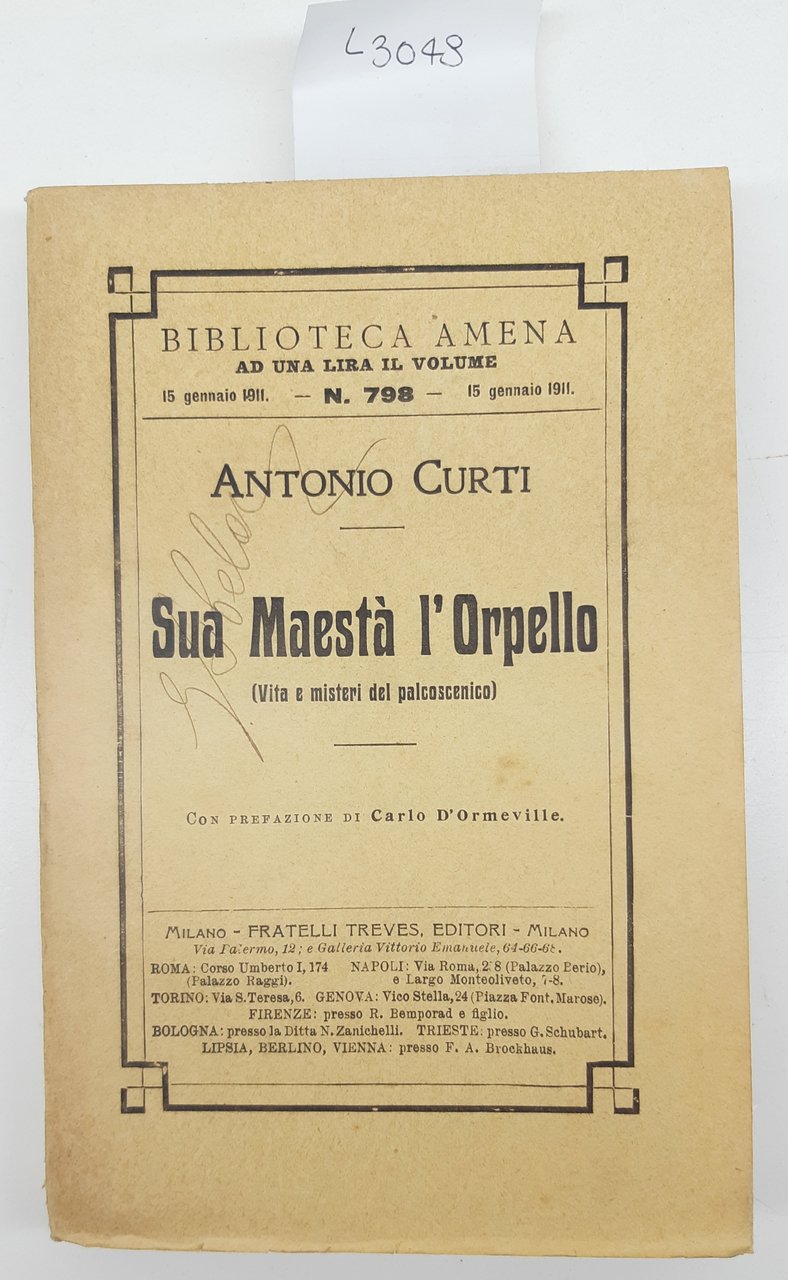 L3048
BIBLIOTECA AMENA
AD UNA LIRA IL VOLUME
15 gennaio 1911. — N. 798 — 15 gennaio 1911.
ANTONIO CURTI
Sua Maestà l'Orpello
(Vita e misteri del palcoscenico)
CON PREFAZIONE DI Carlo D'Ormeville.
MILANO - FRATELLI TREVES, EDITORI - MILANO
Via Palermo, 12; e Galleria Vittorio Emanuele, 64-66-68.
ROMA: Corso Umberto I, 174 NAPOLI: Via Roma, (Palazzo Berio),
(Palazzo Raggi). e Largo Monteoliveto, 7-8.
TORINO: Via S. Teresa, 6. GENOVA: Vico Stella, 24 (Piazza Font. Marose).
FIRENZE: presso R. Bemporad e figlio.
BOLOGNA: presso la Ditta N. Zanichelli. TRIESTE: presso G. Schubart.
LIPSIA, BERLINO, VIENNA: presso F. A. Brockhaus.